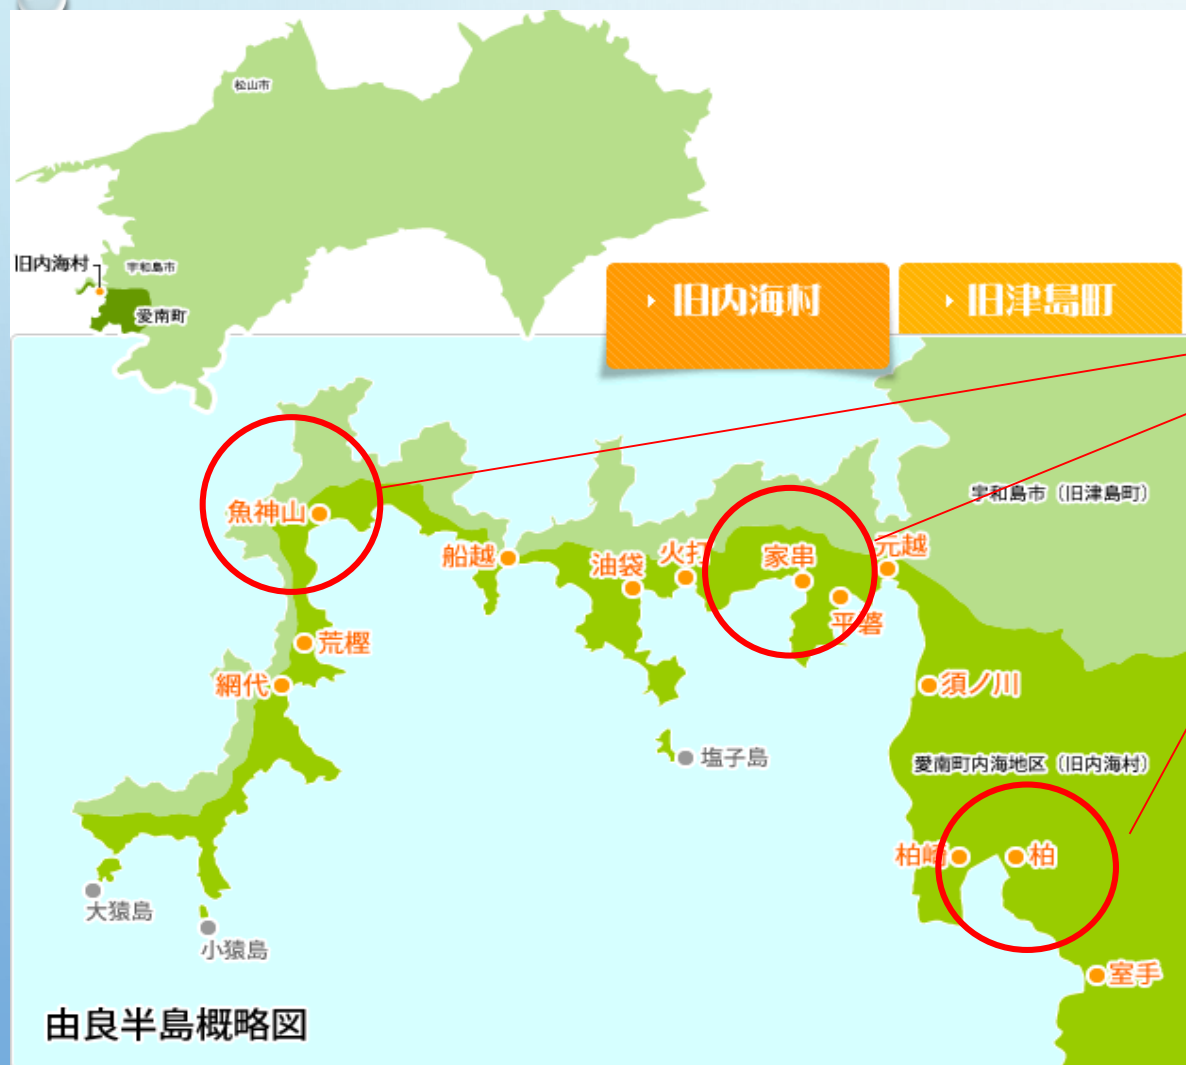 松山市
旧内海村
宇和島市
愛南町
旧内海村
旧津島町
宇和島市（旧津島町）
魚神山
船越
油袋
火打
家串
元越
平碆
荒樫
網代
須ノ川
塩子島
愛南町内海地区（旧内海村）
柏崎
柏
大猿島
小猿島
室手
由良半島概略図